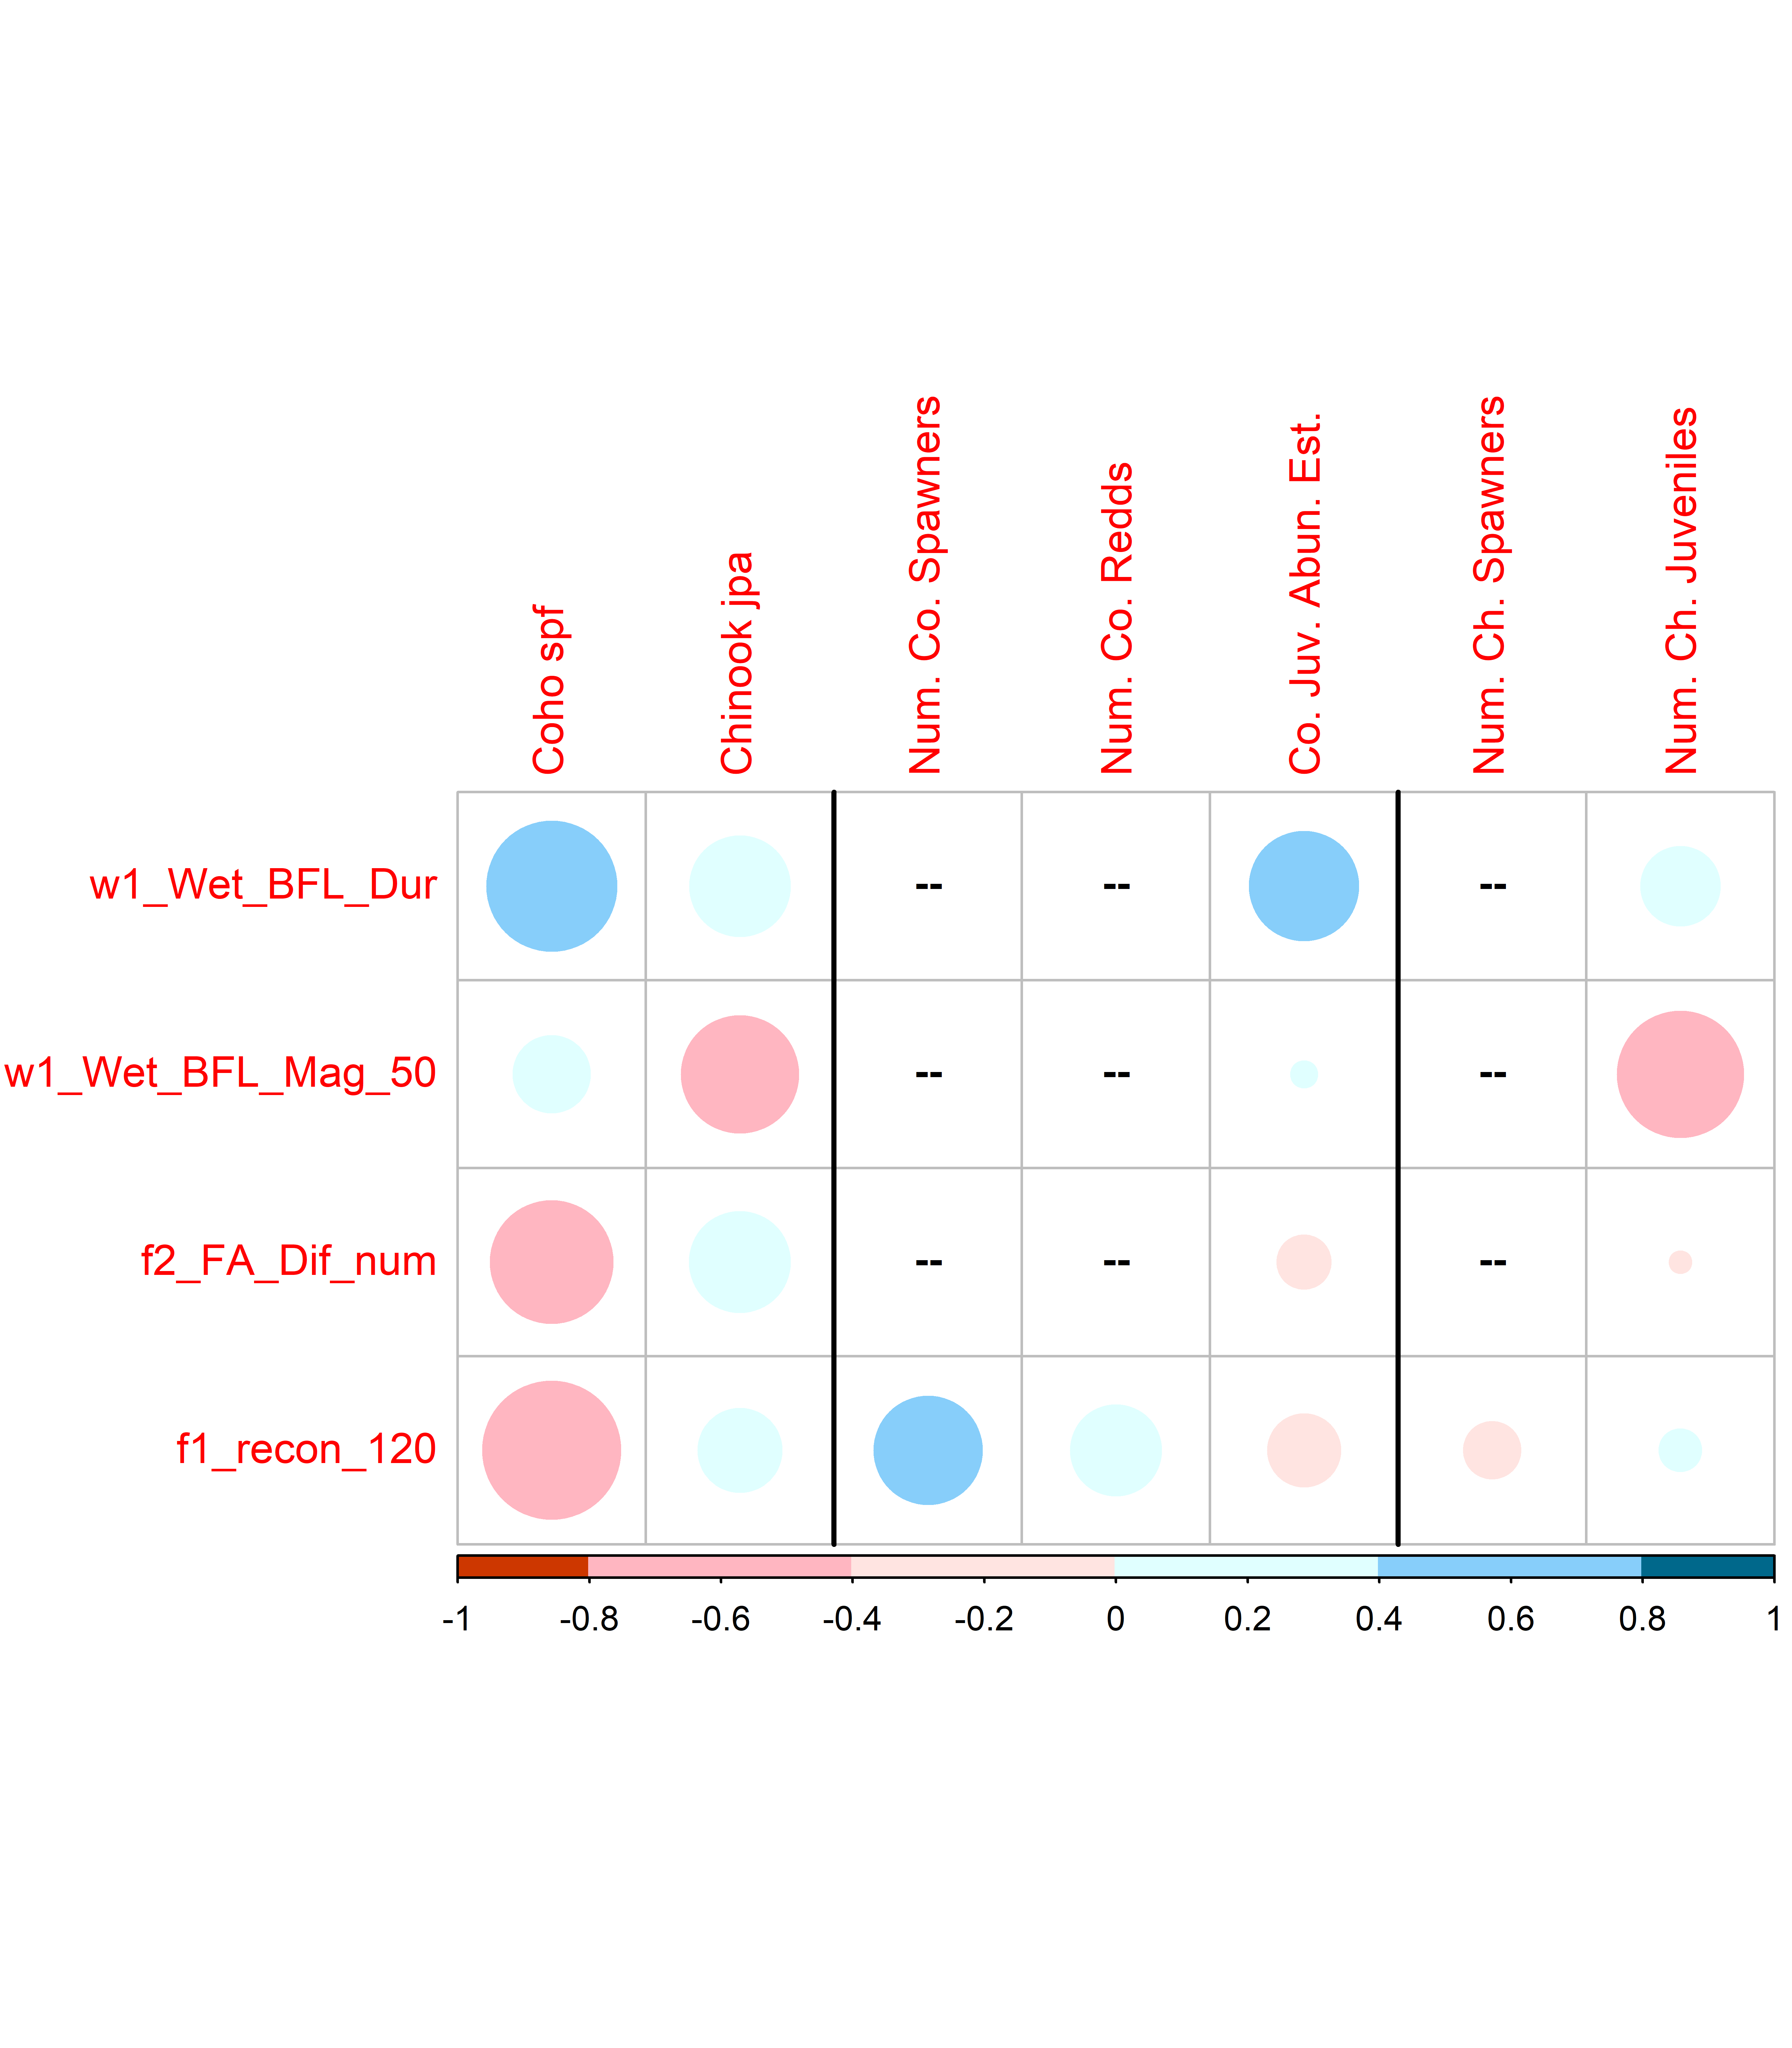 Coho spf
Chinook jpa
Num. Co. Spawners
Num. Co. Redds
Co. Juv. Abun. Est.
Num. Ch. Spawners
Num. Ch. Juveniles
w1_Wet_BFL_Dur -- -- --
w1_Wet_BFL_Mag_50 -- -- --
f2_FA_Dif_num -- -- --
f1_recon_120
-1 -0.8 -0.6 -0.4 -0.2 0 0.2 0.4 0.6 0.8 1